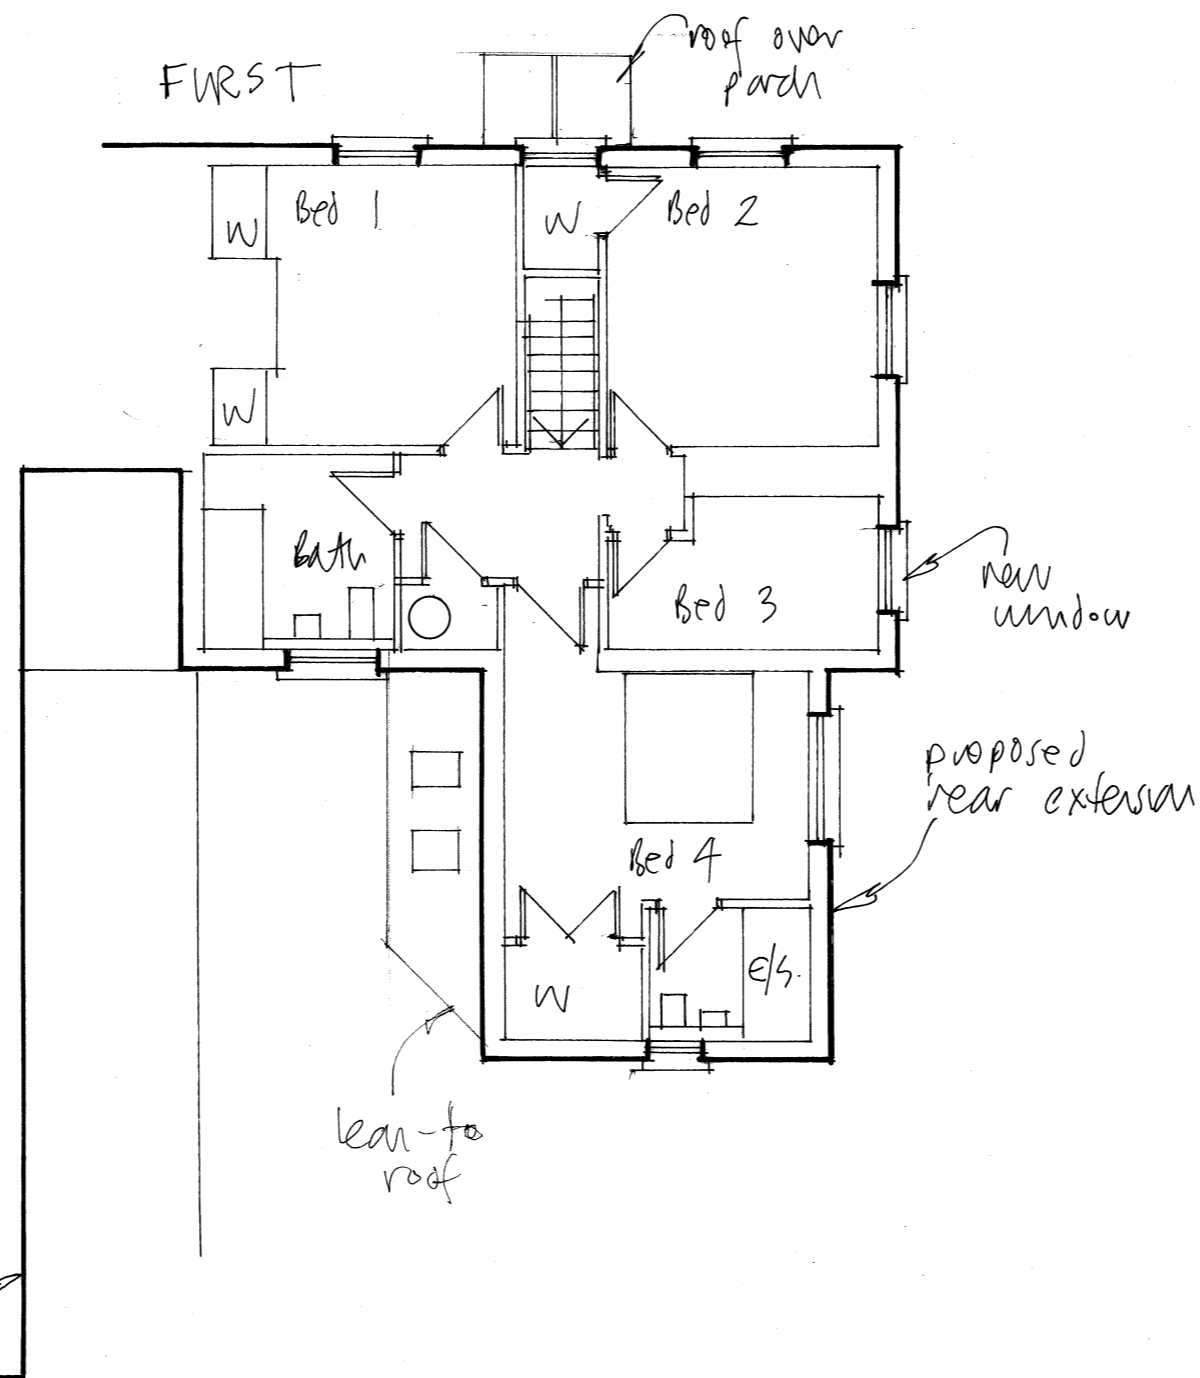 roof over
porch
FIRST
Bed 1
W
Bed 2
W
W
Bath
new
window
Bed 3
proposed
rear extension
Bed 4
E/S.
W
lean-to
roof